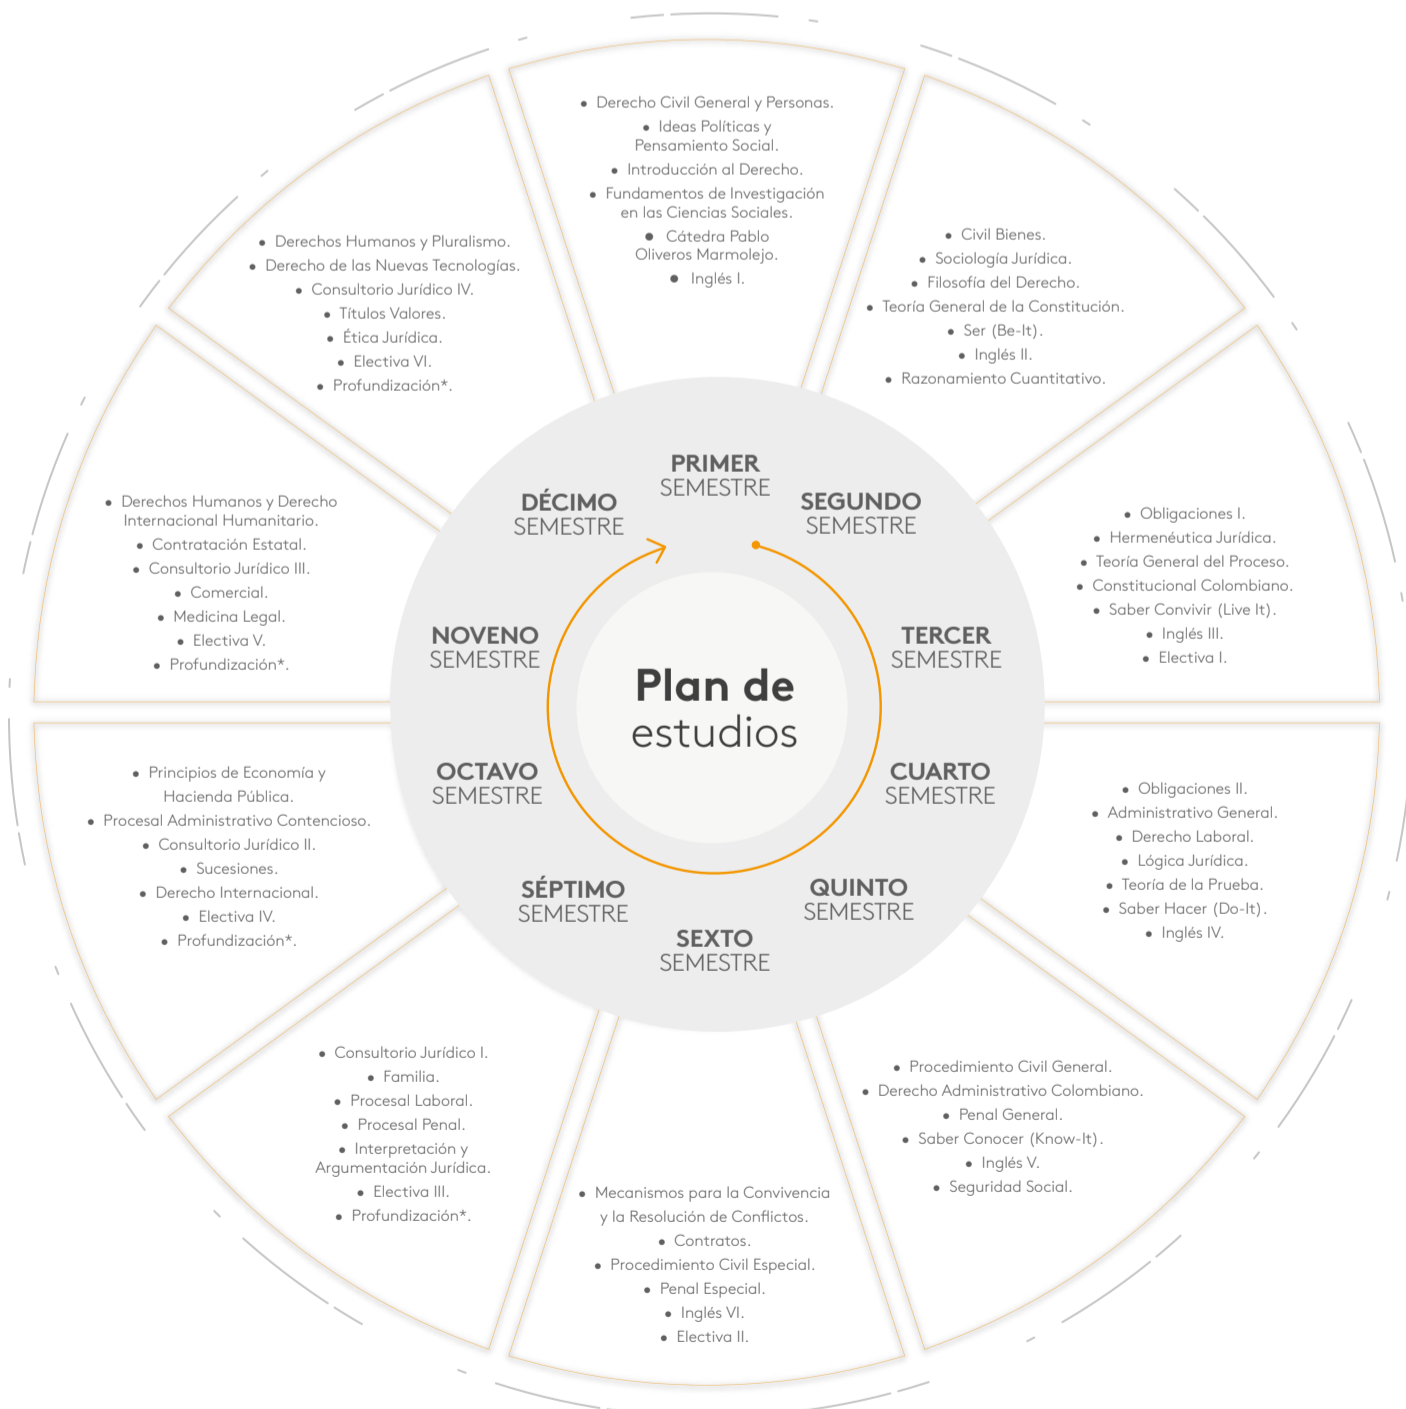 Plan de
estudios
PRIMER
SEMESTRE
• Derecho Civil General y Personas.
• Ideas Políticas y
Pensamiento Social.
• Introducción al Derecho.
• Fundamentos de Investigación
en las Ciencias Sociales.
• Cátedra Pablo
Oliveros Marmolejo.
• Inglés I.
SEGUNDO
SEMESTRE
• Civil Bienes.
• Sociología Jurídica.
• Filosofía del Derecho.
• Teoría General de la Constitución.
• Ser (Be-It).
• Inglés II.
• Razonamiento Cuantitativo.
TERCER
SEMESTRE
• Obligaciones I.
• Hermenéutica Jurídica.
• Teoría General del Proceso.
• Constitucional Colombiano.
• Saber Convivir (Live It).
• Inglés III.
• Electiva I.
CUARTO
SEMESTRE
• Obligaciones II.
• Administrativo General.
• Derecho Laboral.
• Lógica Jurídica.
• Teoría de la Prueba.
• Saber Hacer (Do-It).
• Inglés IV.
QUINTO
SEMESTRE
• Procedimiento Civil General.
• Derecho Administrativo Colombiano.
• Penal General.
• Saber Conocer (Know-It).
• Inglés V.
• Seguridad Social.
SEXTO
SEMESTRE
• Mecanismos para la Convivencia
y la Resolución de Conflictos.
• Contratos.
• Procedimiento Civil Especial.
• Penal Especial.
• Inglés VI.
• Electiva II.
SÉPTIMO
SEMESTRE
• Consultorio Jurídico I.
• Familia.
• Procesal Laboral.
• Procesal Penal.
• Interpretación y
Argumentación Jurídica.
• Electiva III.
• Profundización*.
OCTAVO
SEMESTRE
• Principios de Economía y
Hacienda Pública.
• Procesal Administrativo Contencioso.
• Consultorio Jurídico II.
• Sucesiones.
• Derecho Internacional.
• Electiva IV.
• Profundización*.
NOVENO
SEMESTRE
• Derechos Humanos y Derecho
Internacional Humanitario.
• Contratación Estatal.
• Consultorio Jurídico III.
• Comercial.
• Medicina Legal.
• Electiva V.
• Profundización*.
DÉCIMO
SEMESTRE
• Derechos Humanos y Pluralismo.
• Derecho de las Nuevas Tecnologías.
• Consultorio Jurídico IV.
• Títulos Valores.
• Ética Jurídica.
• Electiva VI.
• Profundización*.